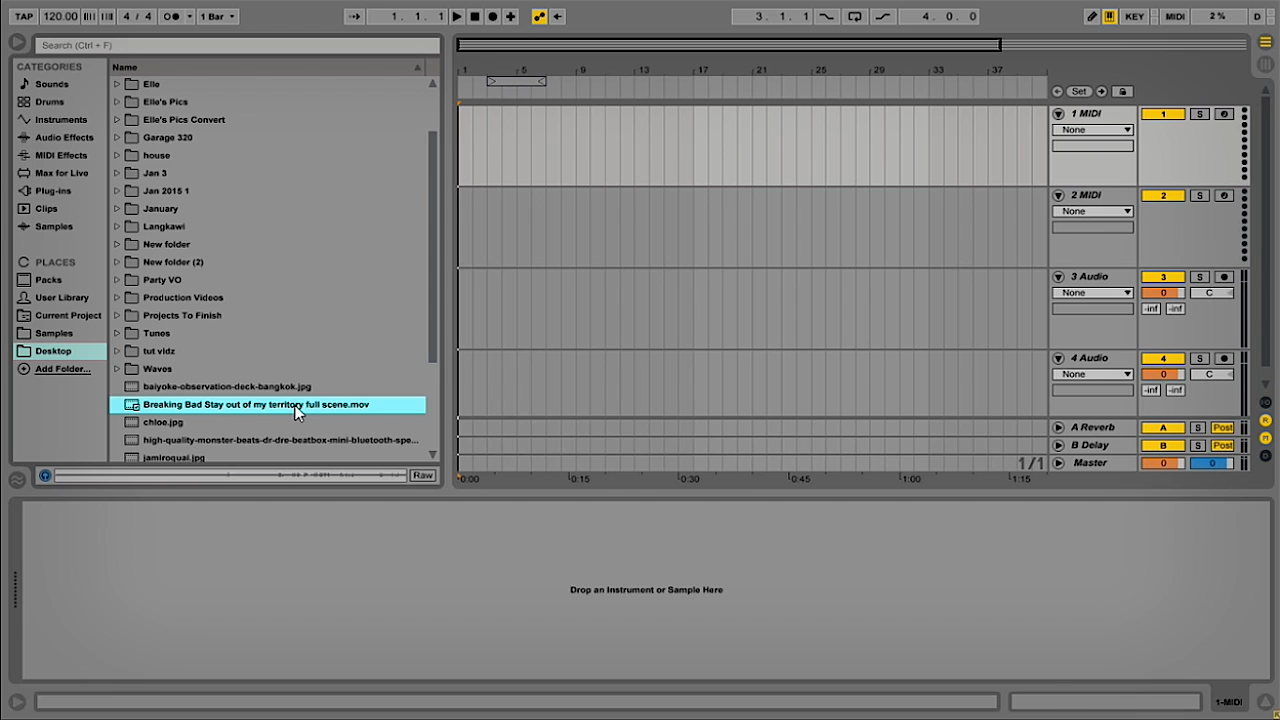 TAP 120.00 4 / 4 1 Bar 1. 1. 1 3. 1. 1 4. 0. 0 KEY MIDI 2 % D
Search (Ctrl + F)
CATEGORIES
Sounds
Drums
Instruments
Audio Effects
MIDI Effects
Max for Live
Plug-ins
Clips
Samples
PLACES
Packs
User Library
Current Project
Samples
Desktop
Add Folder...
Name
Elle
Elle's Pics
Elle's Pics Convert
Garage 320
house
Jan 3
Jan 2015 1
January
Langkawi
New folder
New folder (2)
Party VO
Production Videos
Projects To Finish
Tunes
tut vidz
Waves
baiyoke-observation-deck-bangkok.jpg
Breaking Bad Stay out of my territory full scene.mov
chloe.jpg
high-quality-monster-beats-dr-dre-beatbox-mini-bluetooth-spe...
jamiroquai.jpg
Raw
1 5 9 13 17 21 25 29 33 37
Set
1 MIDI 1 S
None
2 MIDI 2 S
None
3 Audio 3 S
None 0 C
-inf -inf
4 Audio 4 S
None 0 C
-inf -inf
A Reverb A S Post
B Delay B S Post
1/1 Master 0 0
0:00 0:15 0:30 0:45 1:00 1:15
Drop an Instrument or Sample Here
1-MIDI